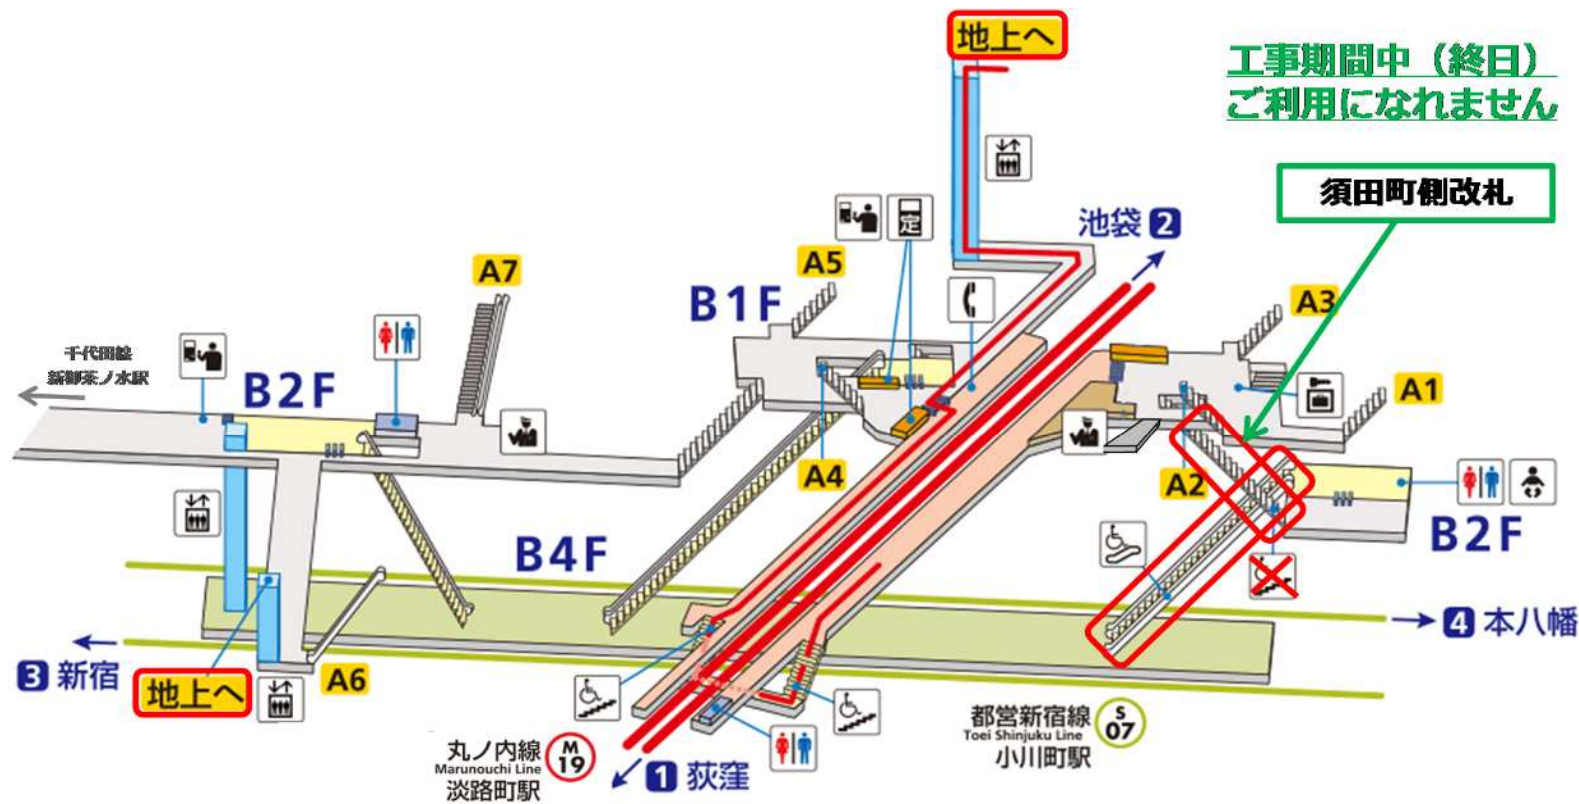 地上へ
工事期間中（終日）
ご利用になれません
須田町側改札
定
池袋 2
A7
A5
B1F
A3
千代田線
新御茶ノ水駅
B2F
A1
A4
A2
B4F
B2F
4 本八幡
3 新宿
地上へ
A6
丸ノ内線
Marunouchi Line
淡路町駅
M
19
1 荻窪
都営新宿線
Toei Shinjuku Line
小川町駅
S
07